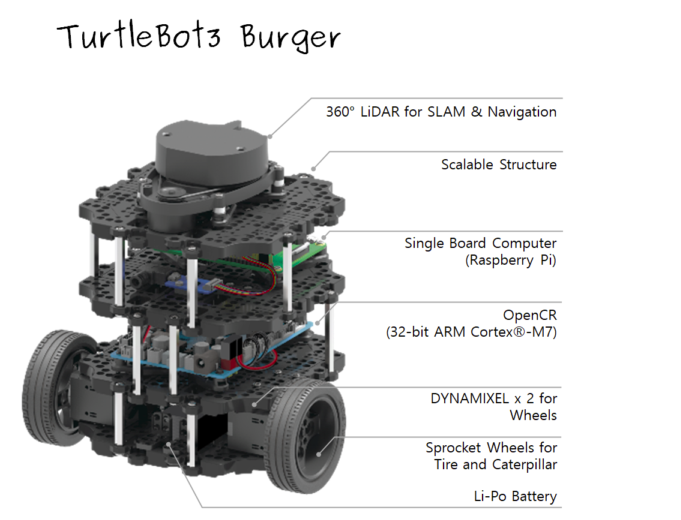 TurtleBot3 Burger
360° LiDAR for SLAM & Navigation
Scalable Structure
Single Board Computer
(Raspberry Pi)
OpenCR
(32-bit ARM Cortex®-M7)
DYNAMIXEL x 2 for
Wheels
Sprocket Wheels for
Tire and Caterpillar
Li-Po Battery